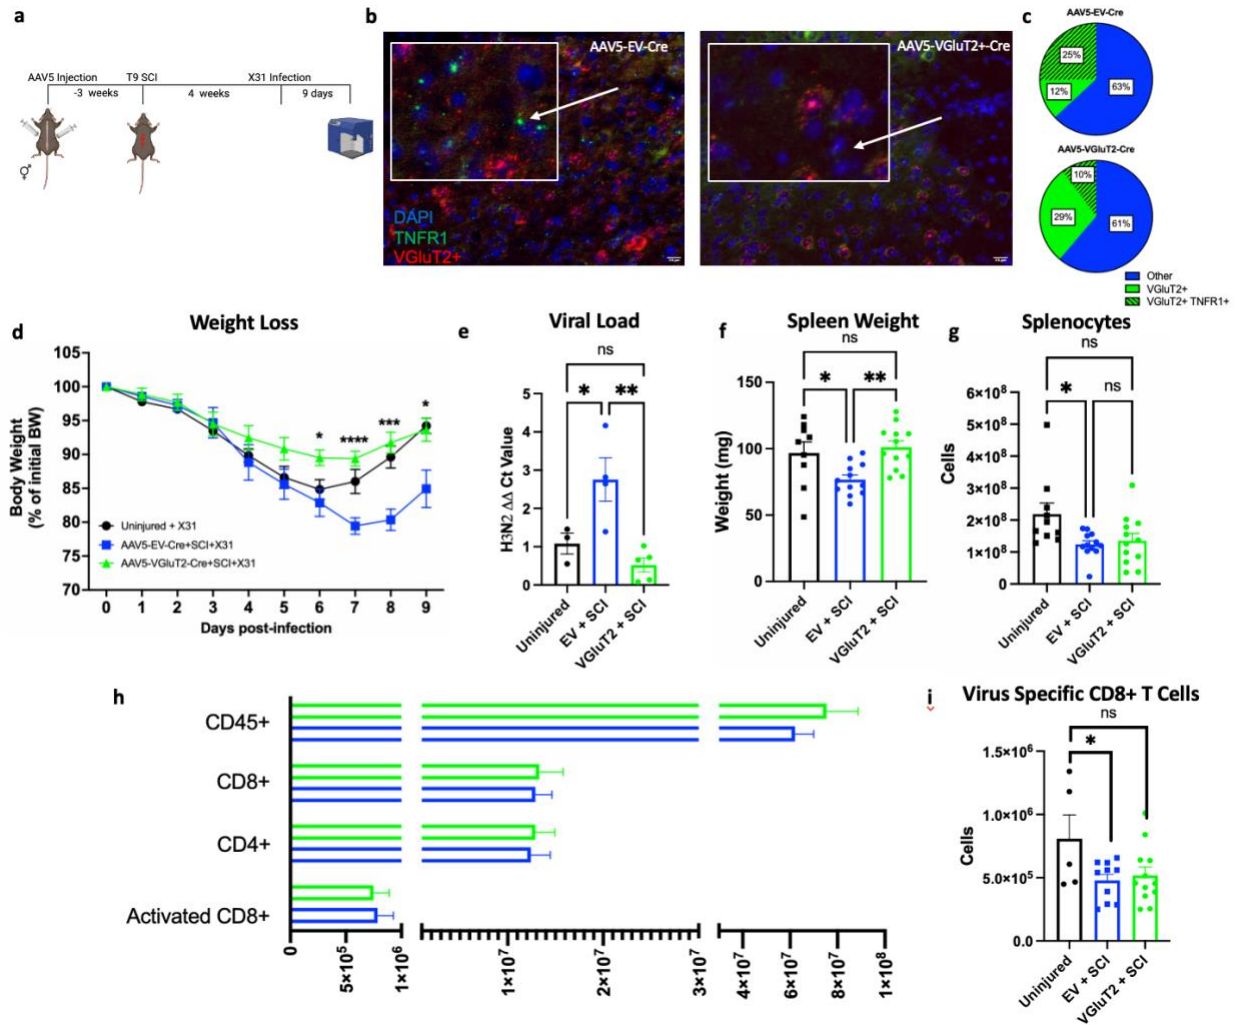 a
AAV5 Injection
T9 SCI
X31 Infection
-3 weeks
4 weeks
9 days
b
AAV5-EV-Cre
AAV5-VGluT2+-Cre
DAPI
TNFR1
VGluT2+
c
AAV5-EV-Cre
25%
12%
63%
AAV5-VGluT2-Cre
10%
29%
61%
Other
VGluT2+
VGluT2+ TNFR1+
d
Weight Loss
Body Weight
(% of initial BW)
105
100
95
90
85
80
75
70
* **** *** *
Uninjured + X31
AAV5-EV-Cre+SCI+X31
AAV5-VGluT2-Cre+SCI+X31
0 1 2 3 4 5 6 7 8 9
Days post-infection
e
Viral Load
ns
* **
H3N2 ΔΔ Ct Value
5
4
3
2
1
0
Uninjured
EV + SCI
VGluT2 + SCI
f
Spleen Weight
ns
* **
Weight (mg)
150
100
50
0
Uninjured
EV + SCI
VGluT2 + SCI
g
Splenocytes
ns
* ns
Cells
6×10⁸
5×10⁸
4×10⁸
3×10⁸
2×10⁸
1×10⁸
0
Uninjured
EV + SCI
VGluT2 + SCI
h
CD45+
CD8+
CD4+
Activated CD8+
0
5×10⁵
1×10⁶
1×10⁷
2×10⁷
3×10⁷
4×10⁷
6×10⁷
8×10⁷
1×10⁸
i
Virus Specific CD8+ T Cells
ns
*
Cells
1.5×10⁶
1.0×10⁶
5.0×10⁵
0.0
Uninjured
EV + SCI
VGluT2 + SCI